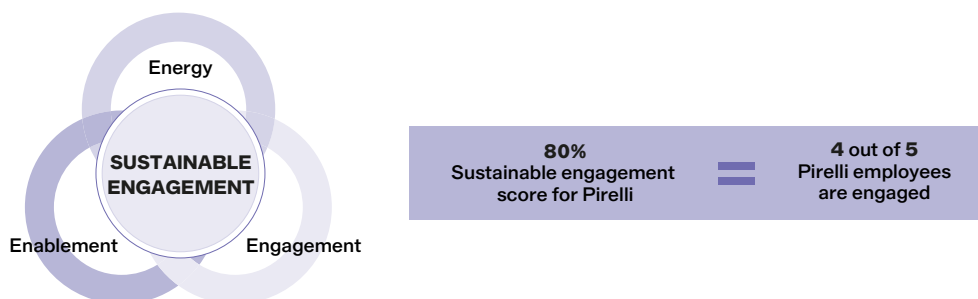 Energy
SUSTAINABLE
ENGAGEMENT
Enablement
Engagement
80%
Sustainable engagement
score for Pirelli
=
4 out of 5
Pirelli employees
are engaged